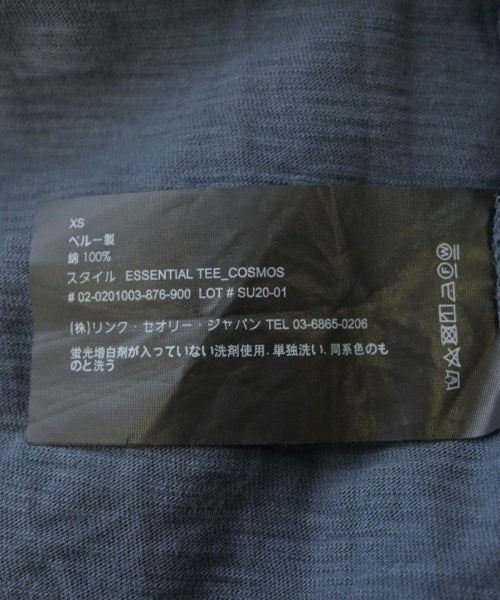 XS
ペルー製
綿 100%
スタイル ESSENTIAL TEE_COSMOS
# 02-0201003-876-900 LOT # SU20-01
(株)リンク・セオリー・ジャパン TEL 03-6865-0206
蛍光増白剤が入っていない洗剤使用. 単独洗い. 同系色のも
のと洗う